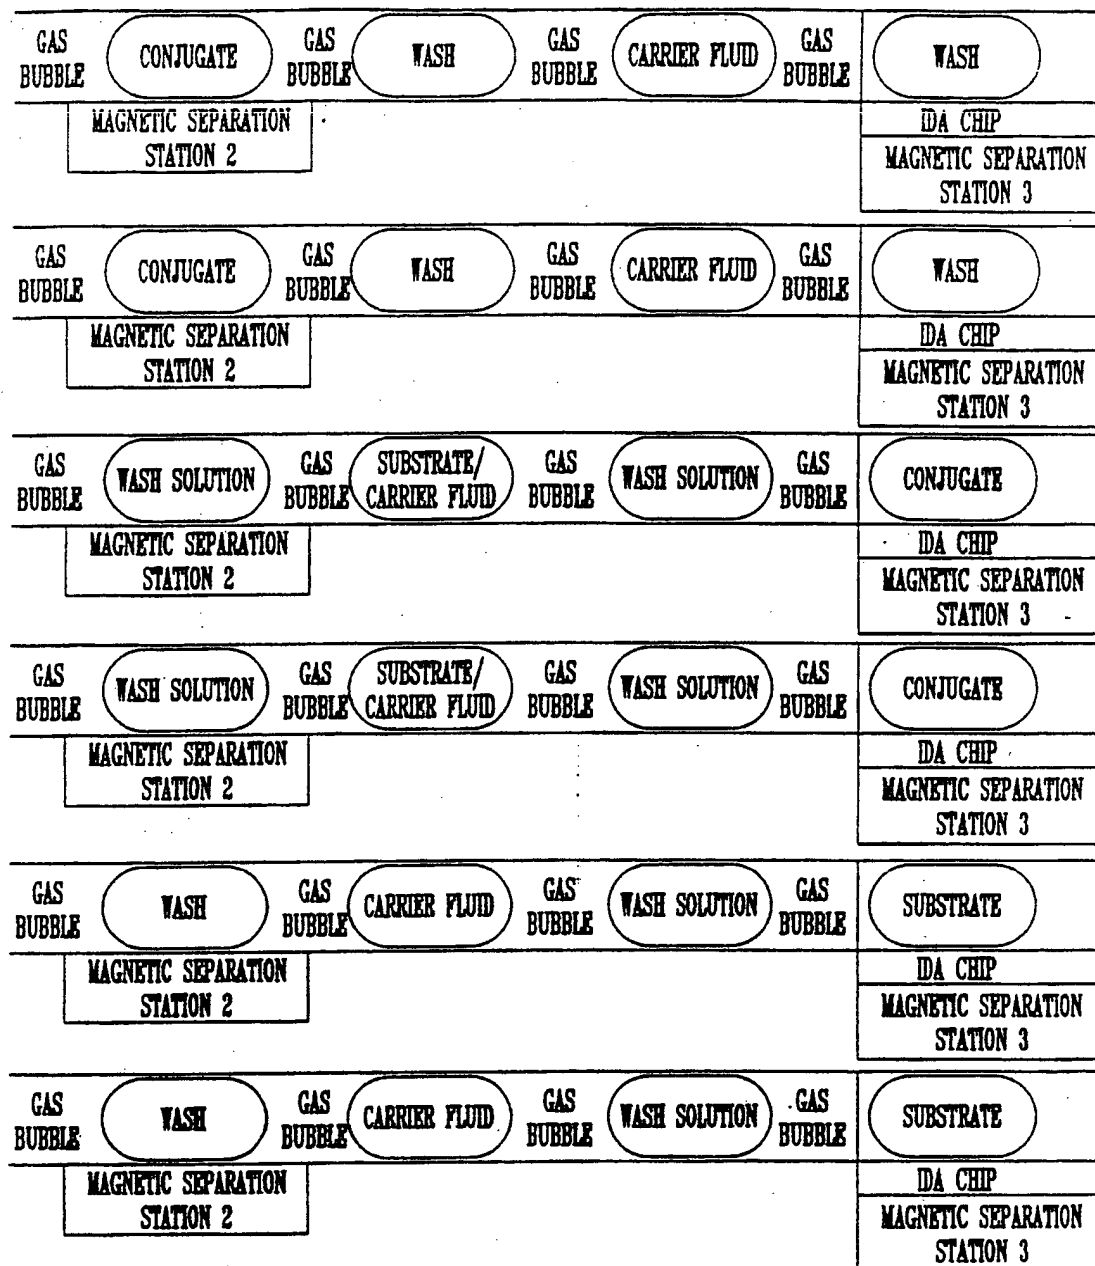 GAS BUBBLE CONJUGATE GAS BUBBLE WASH GAS BUBBLE CARRIER FLUID GAS BUBBLE WASH
MAGNETIC SEPARATION IDA CHIP
STATION 2 MAGNETIC SEPARATION
STATION 3
GAS BUBBLE CONJUGATE GAS BUBBLE WASH GAS BUBBLE CARRIER FLUID GAS BUBBLE WASH
MAGNETIC SEPARATION IDA CHIP
STATION 2 MAGNETIC SEPARATION
STATION 3
GAS BUBBLE WASH SOLUTION GAS BUBBLE SUBSTRATE/ CARRIER FLUID GAS BUBBLE WASH SOLUTION GAS BUBBLE CONJUGATE
MAGNETIC SEPARATION IDA CHIP
STATION 2 MAGNETIC SEPARATION
STATION 3
GAS BUBBLE WASH SOLUTION GAS BUBBLE SUBSTRATE/ CARRIER FLUID GAS BUBBLE WASH SOLUTION GAS BUBBLE CONJUGATE
MAGNETIC SEPARATION IDA CHIP
STATION 2 MAGNETIC SEPARATION
STATION 3
GAS BUBBLE WASH GAS BUBBLE CARRIER FLUID GAS BUBBLE WASH SOLUTION GAS BUBBLE SUBSTRATE
MAGNETIC SEPARATION IDA CHIP
STATION 2 MAGNETIC SEPARATION
STATION 3
GAS BUBBLE WASH GAS BUBBLE CARRIER FLUID GAS BUBBLE WASH SOLUTION GAS BUBBLE SUBSTRATE
MAGNETIC SEPARATION IDA CHIP
STATION 2 MAGNETIC SEPARATION
STATION 3